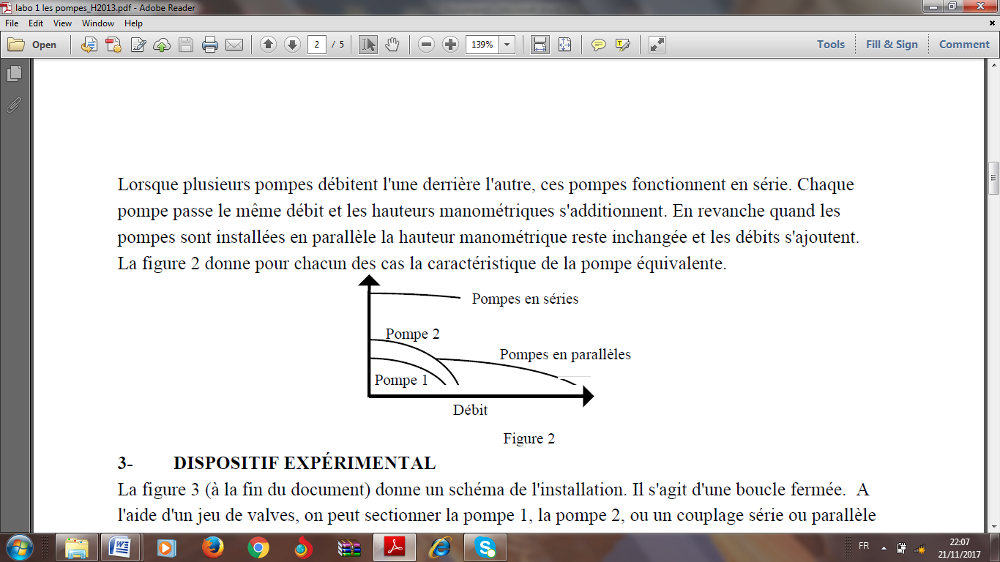 labo 1 les pompes_H2013.pdf - Adobe Reader
File Edit View Window Help
Open 2 / 5 139% Tools Fill & Sign Comment
Lorsque plusieurs pompes débitent l'une derrière l'autre, ces pompes fonctionnent en série. Chaque
pompe passe le même débit et les hauteurs manométriques s'additionnent. En revanche quand les
pompes sont installées en parallèle la hauteur manométrique reste inchangée et les débits s'ajoutent.
La figure 2 donne pour chacun des cas la caractéristique de la pompe équivalente.
Pompes en séries
Pompe 2
Pompes en parallèles
Pompe 1
Débit
Figure 2
3- DISPOSITIF EXPÉRIMENTAL
La figure 3 (à la fin du document) donne un schéma de l'installation. Il s'agit d'une boucle fermée. A
l'aide d'un jeu de valves, on peut sectionner la pompe 1, la pompe 2, ou un couplage série ou parallèle
FR 22:07
21/11/2017